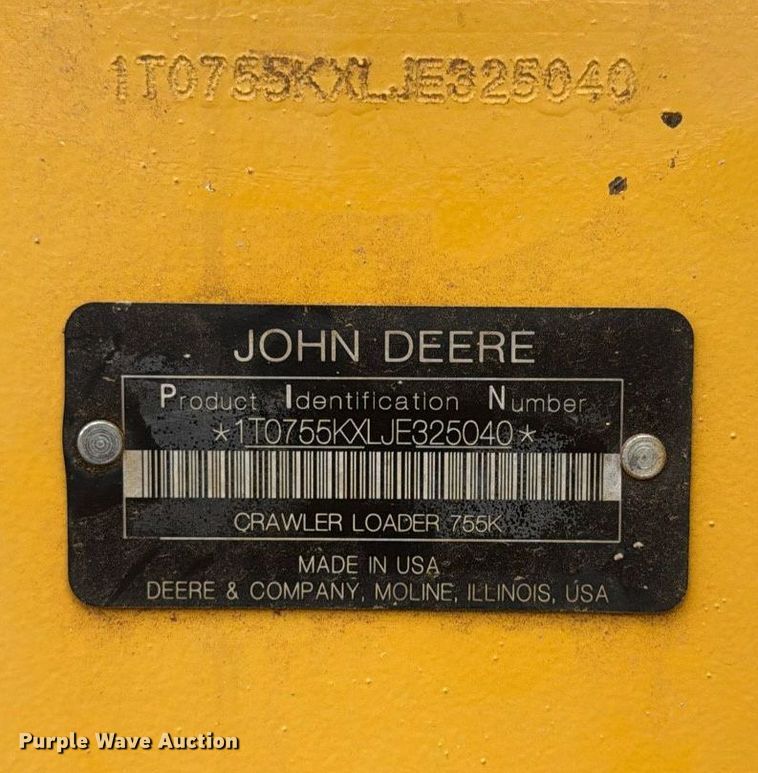 1T0755KXLJE325040
JOHN DEERE
Product Identification Number
*1T0755KXLJE325040*
CRAWLER LOADER 755K
MADE IN USA
DEERE & COMPANY, MOLINE, ILLINOIS, USA
Purple Wave Auction